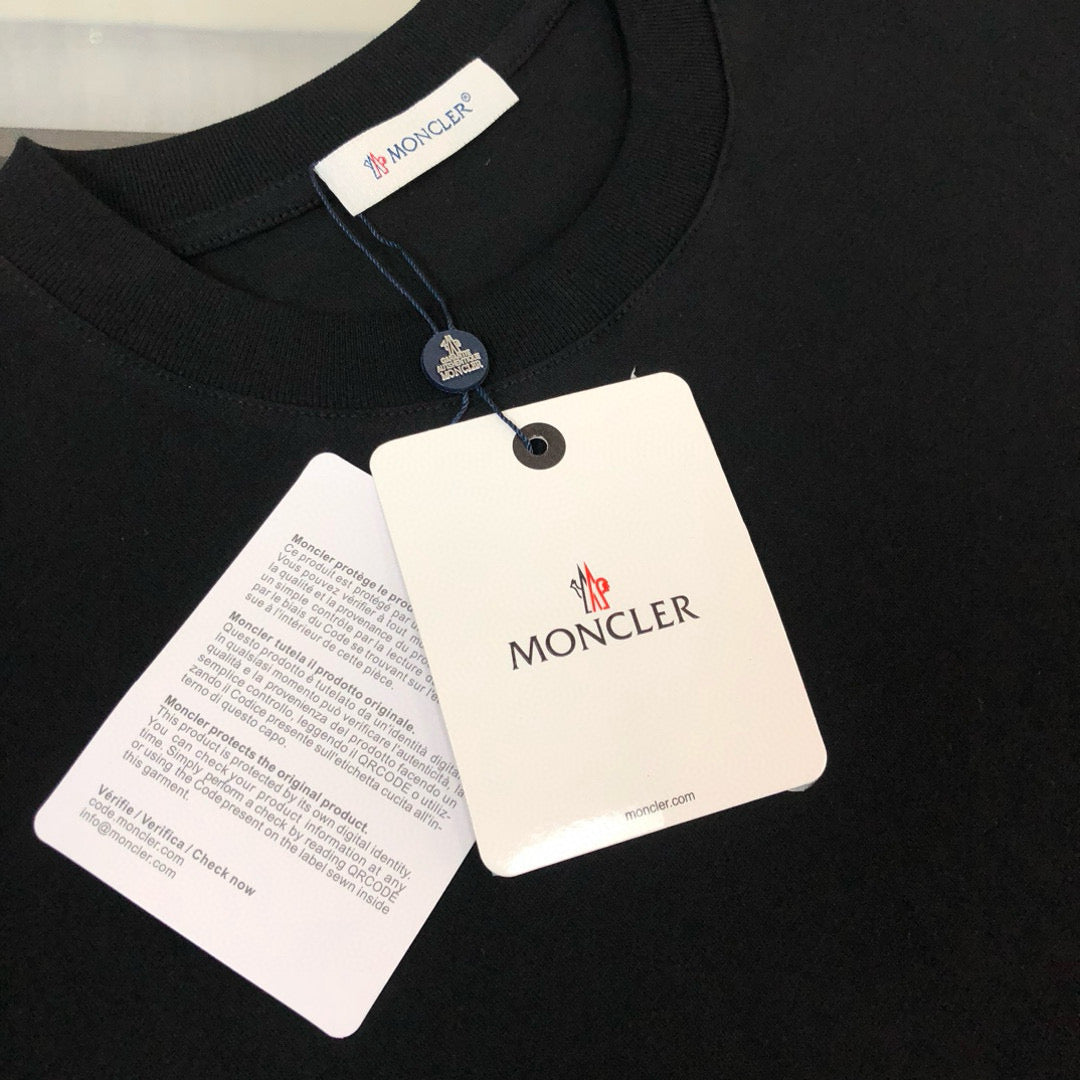 MONCLER®
GARANTIE
AUTHENTIQUE
MONCLER
MONCLER
moncler.com
Moncler protège le
Ce produit est protégé par
Vous pouvez vérifier à tout
la qualité et la provenance du
un simple contrôle par la lecture
par le biais du Code se trouvant sur
sue à l'intérieur de cette pièce.
Moncler tutela il prodotto originale.
Questo prodotto è tutelato da un'identità
In qualsiasi momento può verificare l'autenticità,
qualità e la provenienza del prodotto facendo un
semplice controllo, leggendo il QRCODE o utiliz-
zando il Codice presente sull'etichetta cucita all'in-
terno di questo capo.
Moncler protects the original product.
This product is protected by its own digital identity.
You can check your product information at any
time. Simply perform a check by reading QRCODE
or using the Codepresent on the label sewn inside
this garment.
Vérifie / Verifica / Check now
code.moncler.com
info@moncler.com